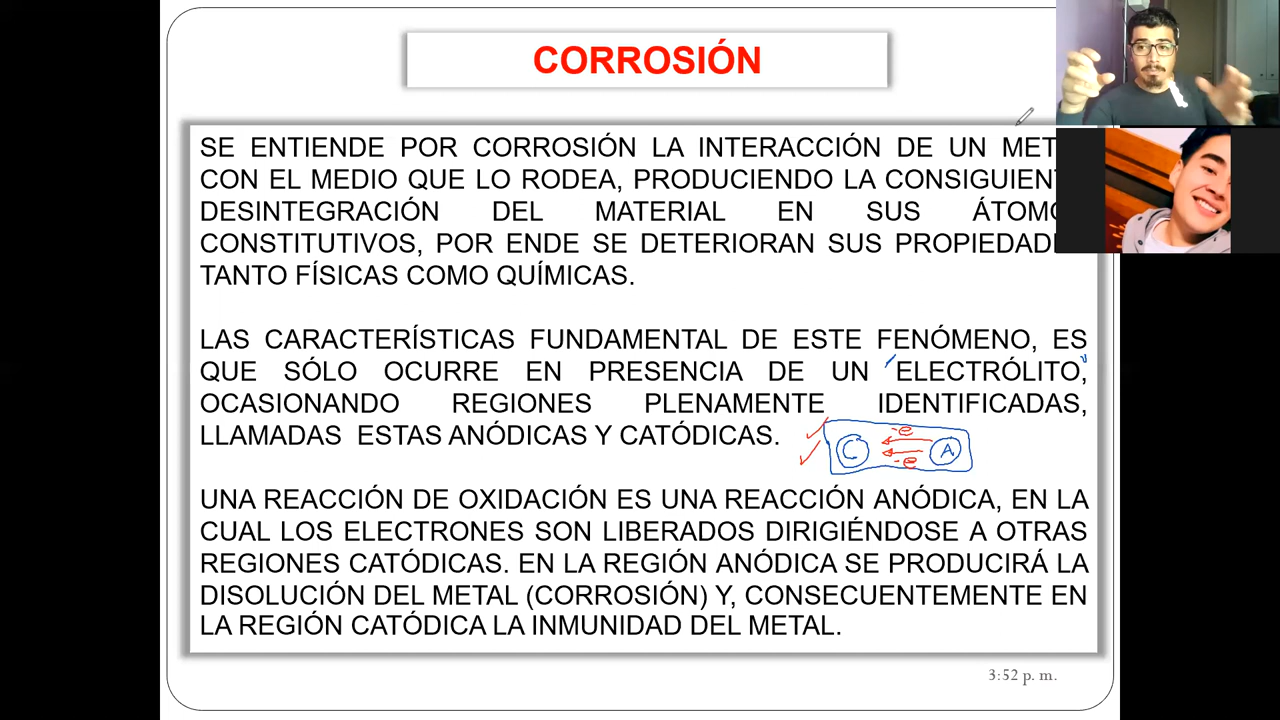 CORROSIÓN
SE ENTIENDE POR CORROSIÓN LA INTERACCIÓN DE UN MET
CON EL MEDIO QUE LO RODEA, PRODUCIENDO LA CONSIGUIENT
DESINTEGRACIÓN DEL MATERIAL EN SUS ÁTOMO
CONSTITUTIVOS, POR ENDE SE DETERIORAN SUS PROPIEDAD
TANTO FÍSICAS COMO QUÍMICAS.
LAS CARACTERÍSTICAS FUNDAMENTAL DE ESTE FENÓMENO, ES
QUE SÓLO OCURRE EN PRESENCIA DE UN ELECTRÓLITO,
OCASIONANDO REGIONES PLENAMENTE IDENTIFICADAS,
LLAMADAS ESTAS ANÓDICAS Y CATÓDICAS.
-e
C A
-e
UNA REACCIÓN DE OXIDACIÓN ES UNA REACCIÓN ANÓDICA, EN LA
CUAL LOS ELECTRONES SON LIBERADOS DIRIGIÉNDOSE A OTRAS
REGIONES CATÓDICAS. EN LA REGIÓN ANÓDICA SE PRODUCIRÁ LA
DISOLUCIÓN DEL METAL (CORROSIÓN) Y, CONSECUENTEMENTE EN
LA REGIÓN CATÓDICA LA INMUNIDAD DEL METAL.
3:52 p. m.